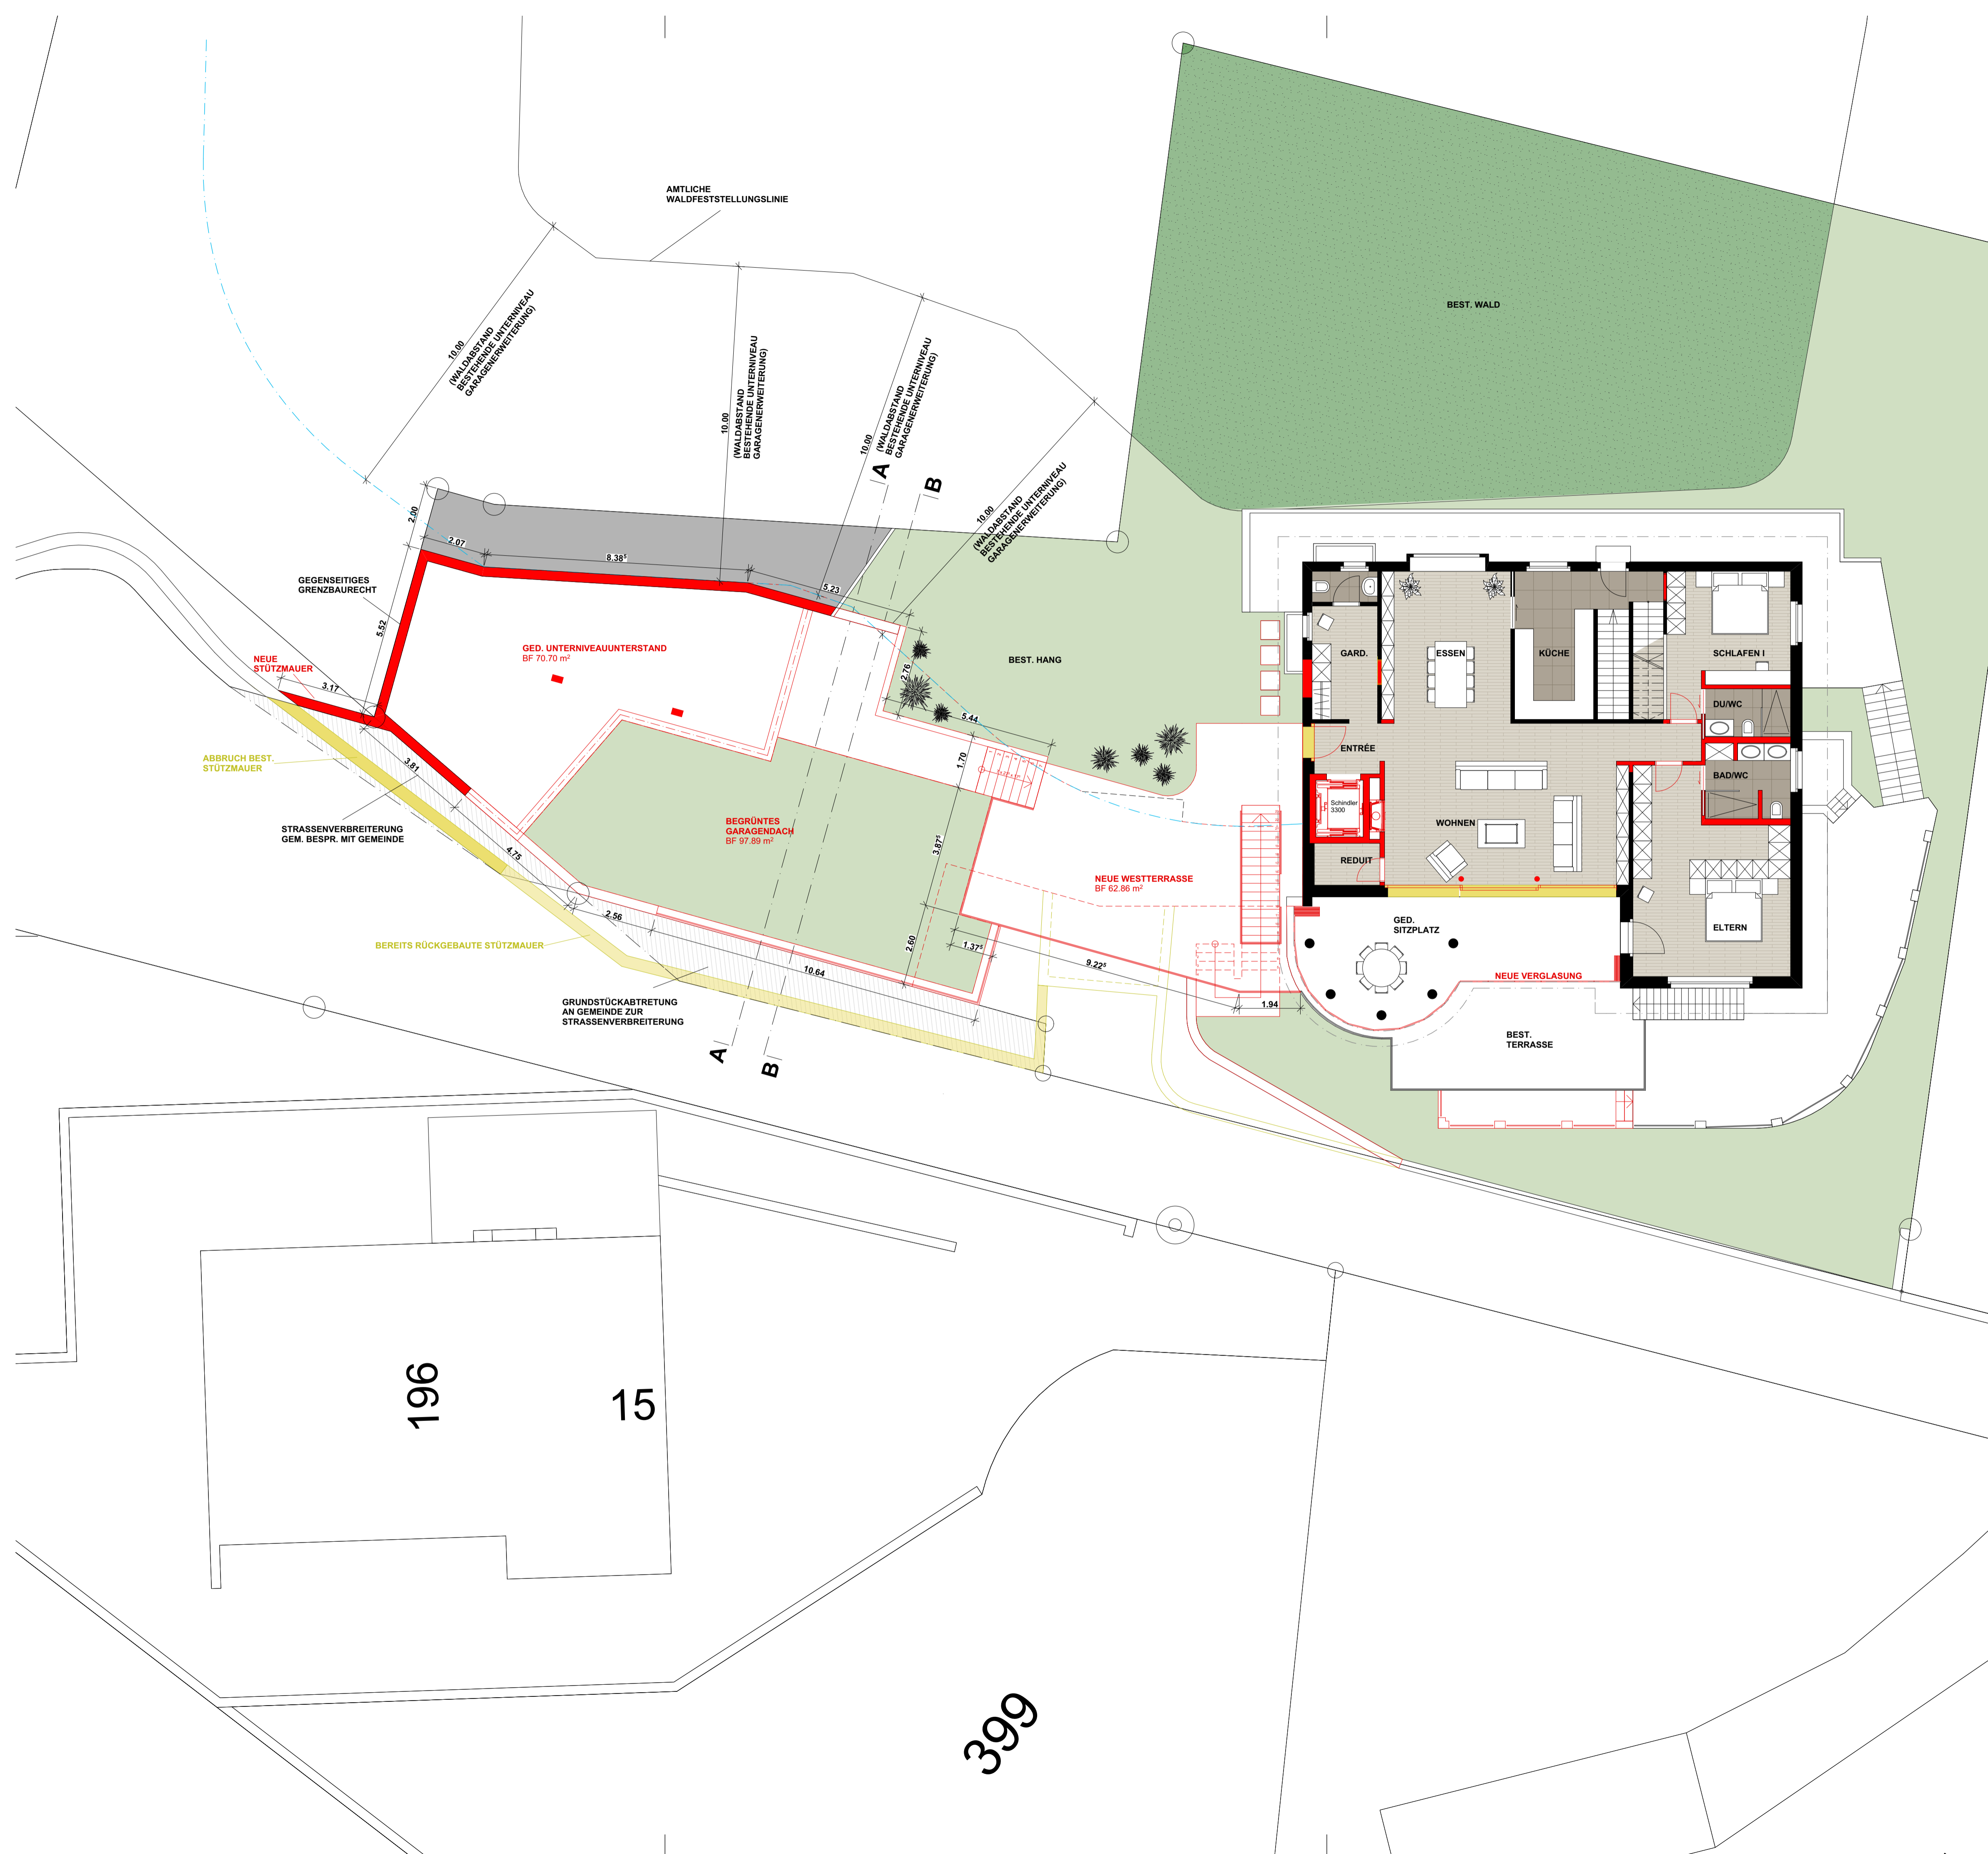 AMTLICHE
WALDFESTSTELLUNGSLINIE
BEST. WALD
10.00
(WALDABSTAND
BESTEHENDE UNTERNIVEAU
GARAGENERWEITERUNG)
10.00
(WALDABSTAND
BESTEHENDE UNTERNIVEAU
GARAGENERWEITERUNG)
10.00
(WALDABSTAND
BESTEHENDE UNTERNIVEAU
GARAGENERWEITERUNG)
10.00
(WALDABSTAND
BESTEHENDE UNTERNIVEAU
GARAGENERWEITERUNG)
A
B
2.00
2.07
8.38⁵
5.23
GEGENSEITIGES
GRENZBAURECHT
5.52
NEUE
STÜTZMAUER
3.17
GED. UNTERNIVEAUUNTERSTAND
BF 70.70 m²
2.76
BEST. HANG
5.44
1.70
ABBRUCH BEST.
STÜTZMAUER
3.81
STRASSENVERBREITERUNG
GEM. BESPR. MIT GEMEINDE
4.75
BEGRÜNTES
GARAGENDACH
BF 97.89 m²
3.87⁵
NEUE WESTTERRASSE
BF 62.86 m²
2.56
2.60
1.37⁵
9.22⁵
1.94
10.64
BEREITS RÜCKGEBAUTE STÜTZMAUER
GRUNDSTÜCKABTRETUNG
AN GEMEINDE ZUR
STRASSENVERBREITERUNG
A
B
GARD.
ESSEN
KÜCHE
SCHLAFEN I
DU/WC
ENTRÉE
BAD/WC
Schindler
3300
WOHNEN
REDUIT
GED.
SITZPLATZ
ELTERN
NEUE VERGLASUNG
BEST.
TERRASSE
196
15
399